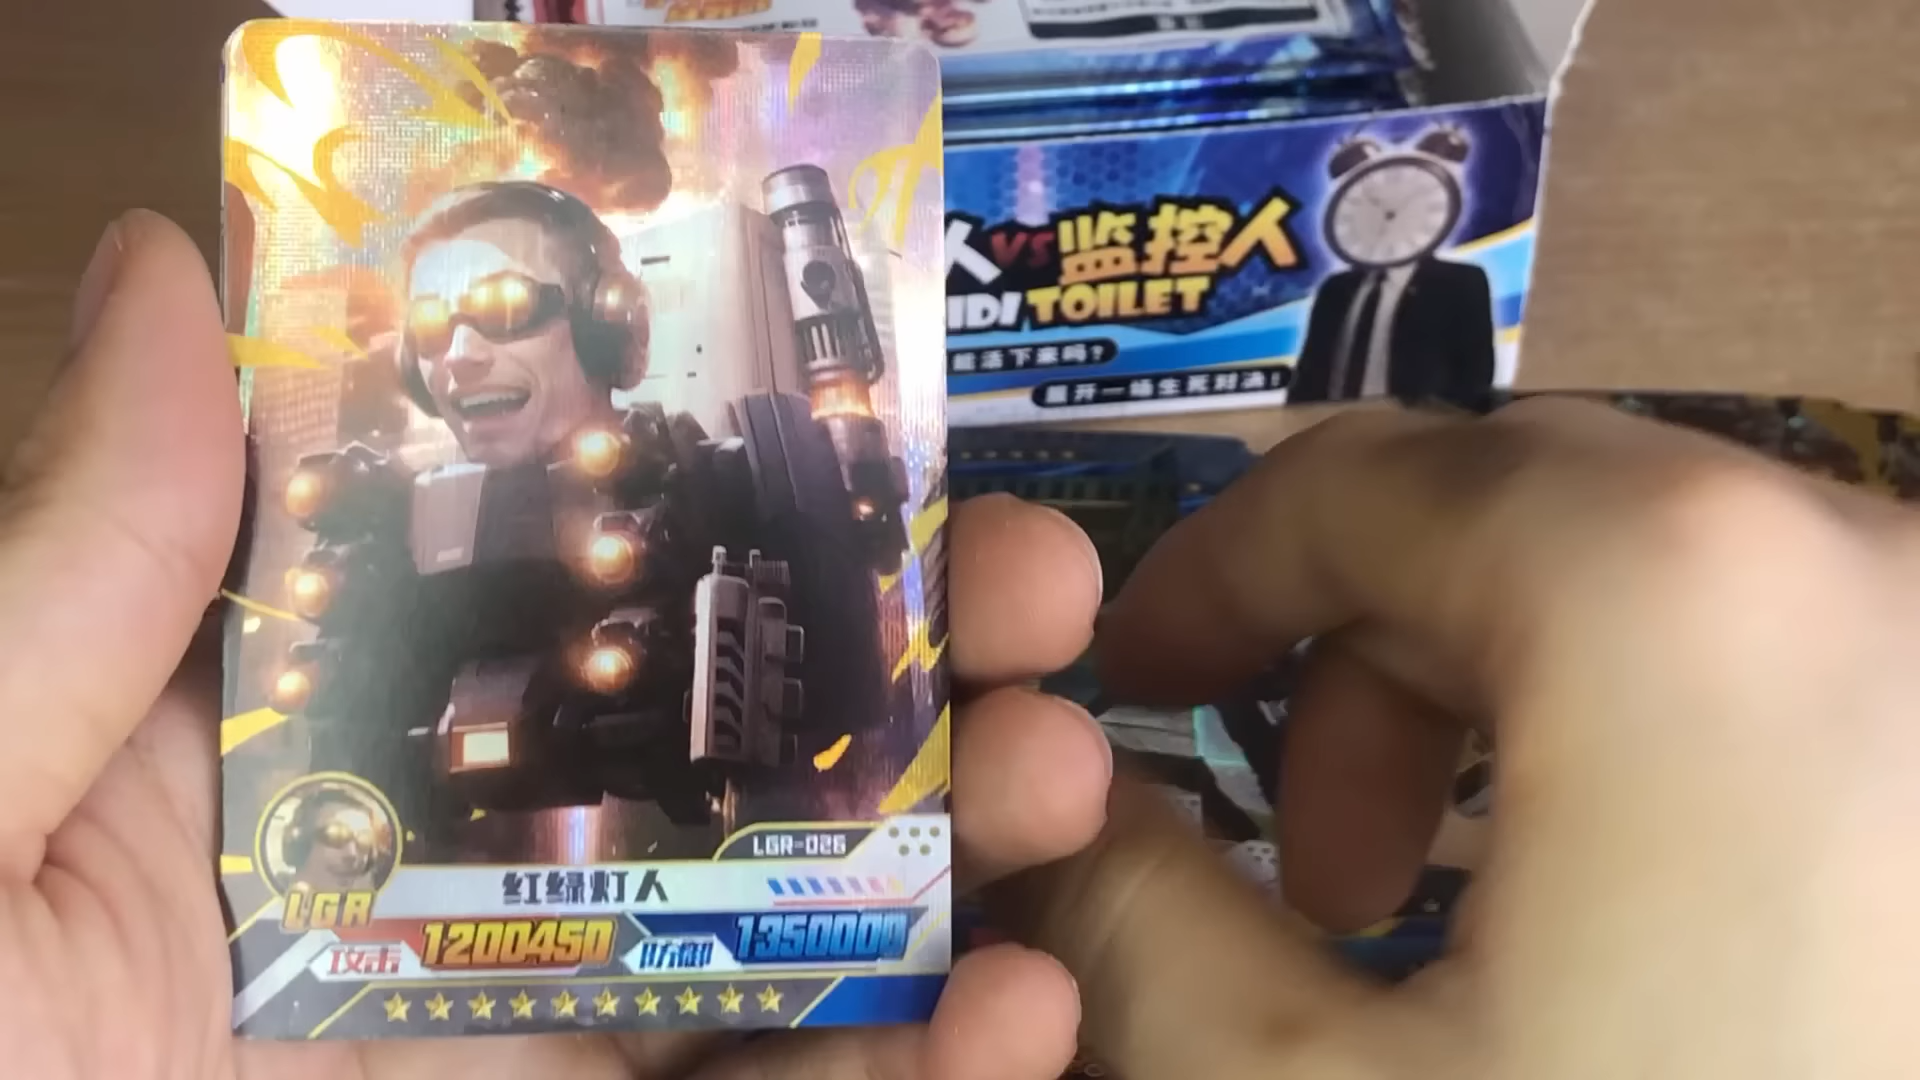 人VS监控人
IDI TOILET
能活下来吗?
展开一场生死对决!
LGR-026
红绿灯人
LGR
攻击 1200450 防御 1350000